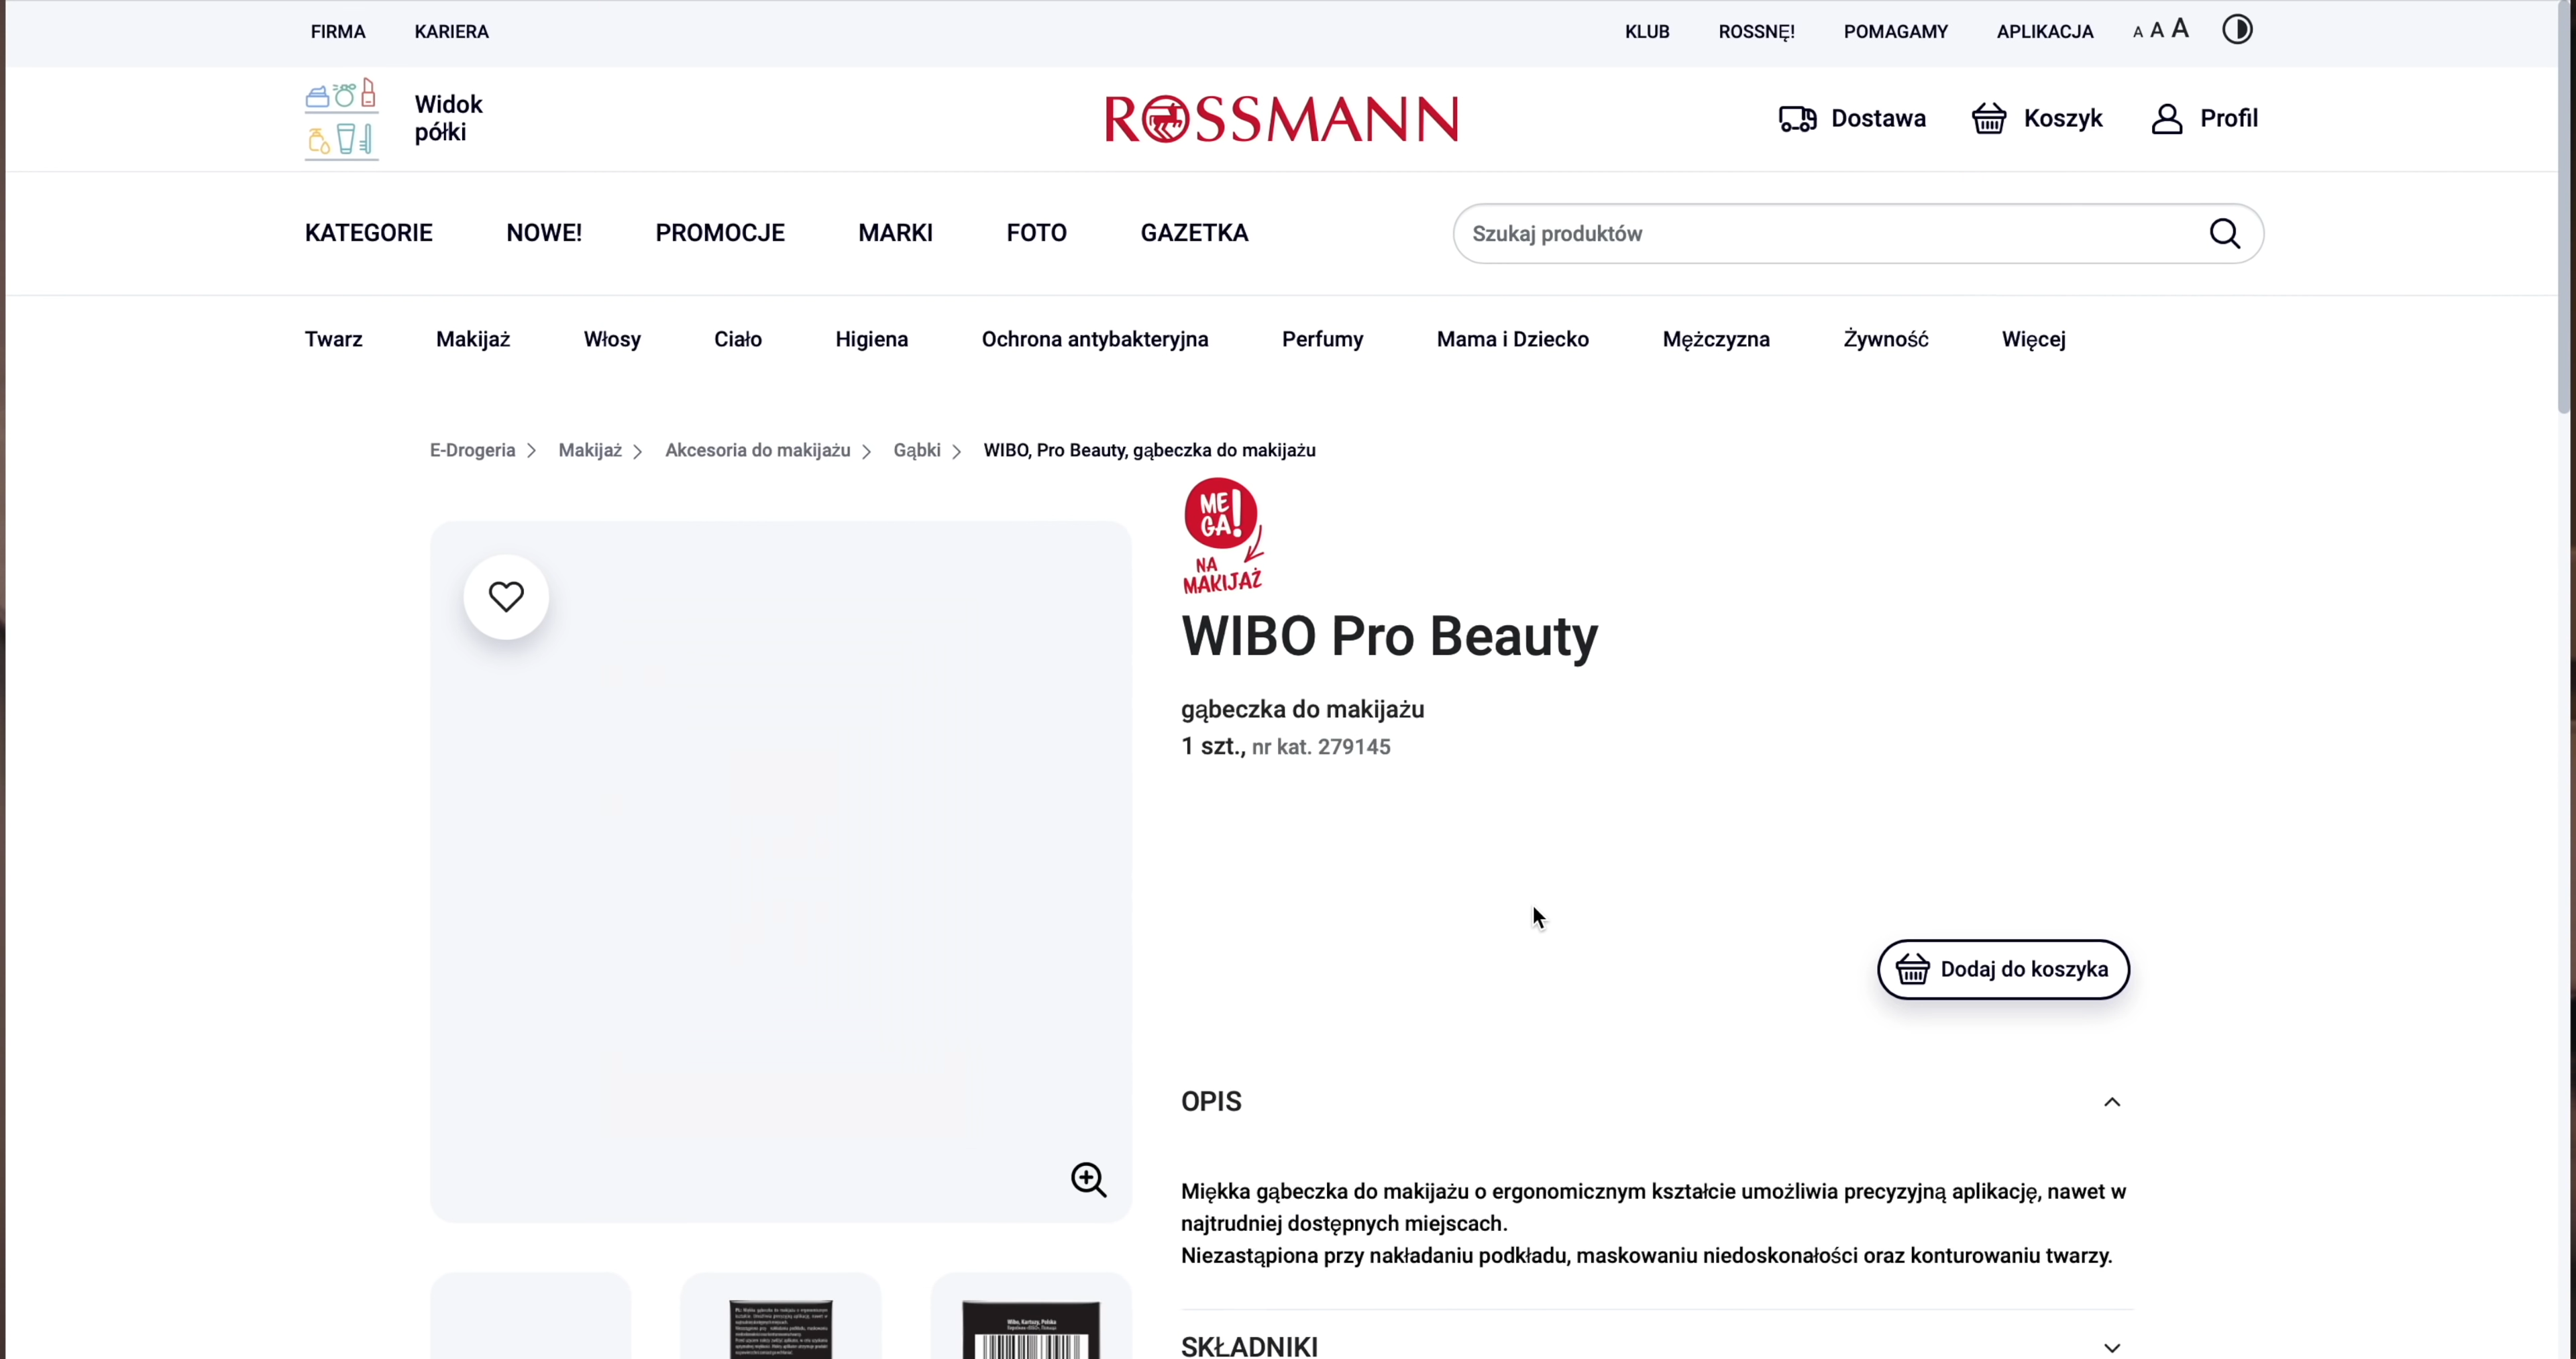 FIRMA KARIERA KLUB ROSSNĘ! POMAGAMY APLIKACJA A A A
Widok
półki
ROSSMANN
Dostawa Koszyk Profil
KATEGORIE NOWE! PROMOCJE MARKI FOTO GAZETKA Szukaj produktów
Twarz Makijaż Włosy Ciało Higiena Ochrona antybakteryjna Perfumy Mama i Dziecko Mężczyzna Żywność Więcej
E-Drogeria Makijaż Akcesoria do makijażu Gąbki WIBO, Pro Beauty, gąbeczka do makijażu
ME
GA!
NA
MAKIJAŻ
WIBO Pro Beauty
gąbeczka do makijażu
1 szt., nr kat. 279145
Dodaj do koszyka
OPIS
Miękka gąbeczka do makijażu o ergonomicznym kształcie umożliwia precyzyjną aplikację, nawet w
najtrudniej dostępnych miejscach.
Niezastąpiona przy nakładaniu podkładu, maskowaniu niedoskonałości oraz konturowaniu twarzy.
SKŁADNIKI